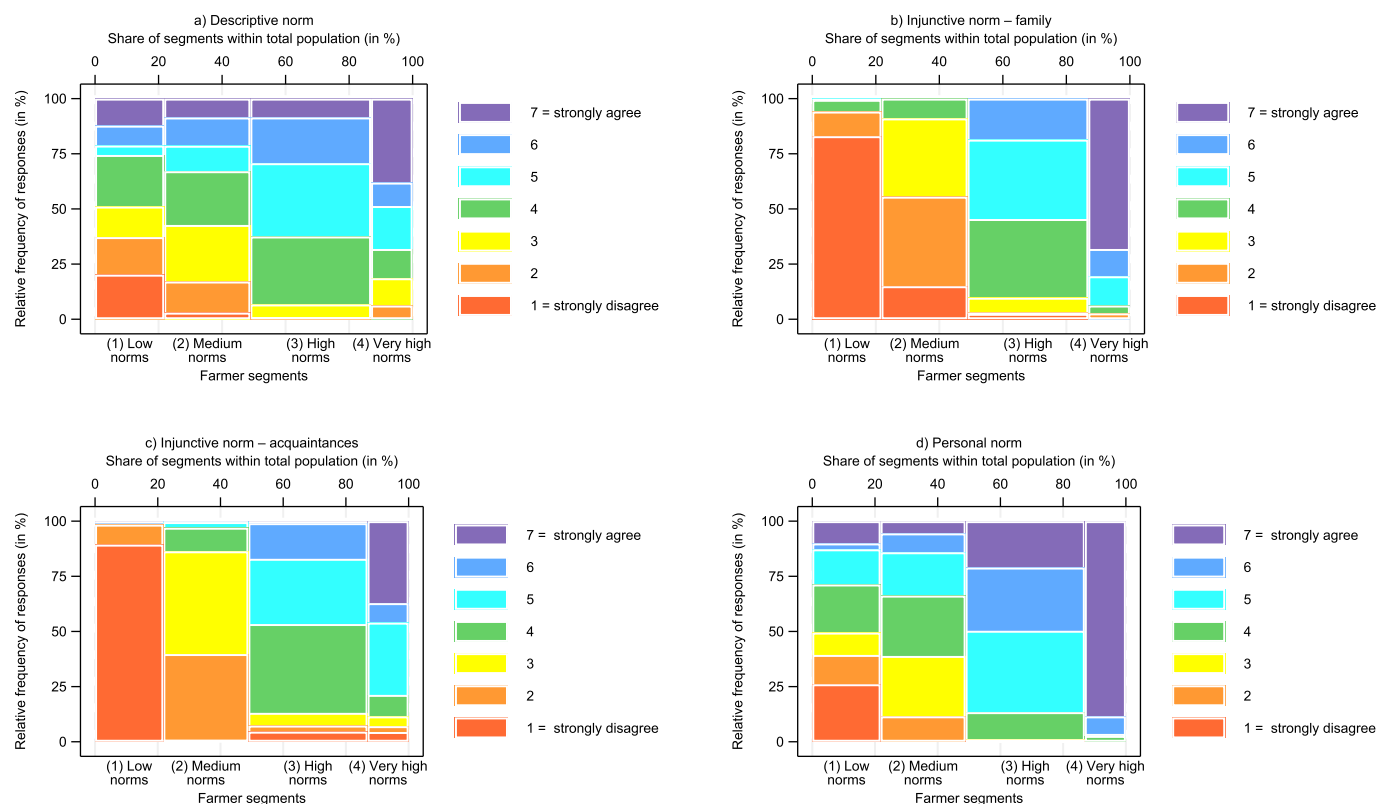 a) Descriptive norm
Share of segments within total population (in %)
0 20 40 60 80 100
Relative frequency of responses (in %)
100
75
50
25
0
(1) Low norms
(2) Medium norms
(3) High norms
(4) Very high norms
Farmer segments
7 = strongly agree
6
5
4
3
2
1 = strongly disagree
b) Injunctive norm – family
Share of segments within total population (in %)
0 20 40 60 80 100
Relative frequency of responses (in %)
100
75
50
25
0
(1) Low norms
(2) Medium norms
(3) High norms
(4) Very high norms
Farmer segments
7 = strongly agree
6
5
4
3
2
1 = strongly disagree
c) Injunctive norm – acquaintances
Share of segments within total population (in %)
0 20 40 60 80 100
Relative frequency of responses (in %)
100
75
50
25
0
(1) Low norms
(2) Medium norms
(3) High norms
(4) Very high norms
Farmer segments
7 = strongly agree
6
5
4
3
2
1 = strongly disagree
d) Personal norm
Share of segments within total population (in %)
0 20 40 60 80 100
Relative frequency of responses (in %)
100
75
50
25
0
(1) Low norms
(2) Medium norms
(3) High norms
(4) Very high norms
Farmer segments
7 = strongly agree
6
5
4
3
2
1 = strongly disagree